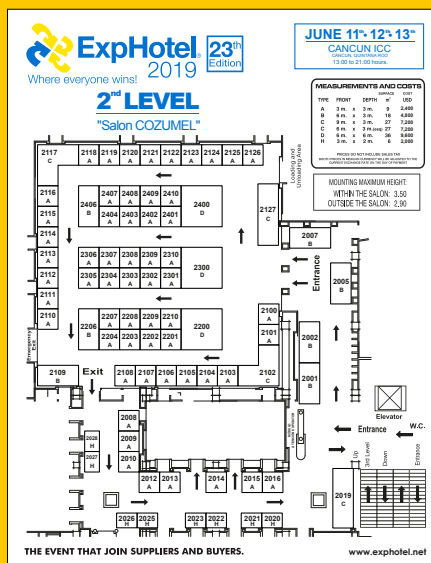 ExpHotel® 2019
23th Edition
Where everyone wins!
2nd LEVEL
"Salon COZUMEL"
JUNE 11th. 12th. 13th
CANCUN ICC
CANCUN, QUINTANA ROO
13:00 to 21:00 hours.
MEASUREMENTS AND COSTS
TYPE FRONT DEPTH SURFACE m² COST USD
A 3 m. x 3 m. 9 2,400
B 6 m. x 3 m. 18 4,800
C 9 m. x 3 m. 27 7,200
C 6 m. x 3 m.(esq) 27 7,200
D 6 m. x 6 m. 36 9,600
H 3 m. x 2 m. 6 2,000
PRICES DO NOT INCLUDE SALES TAX
MOUNTING MAXIMUM HEIGHT:
WITHIN THE SALON: 3.50
OUTSIDE THE SALON: 2.90
Loading and
Unloading Area
2117 C
2118 A 2119 A 2120 A 2121 A 2122 A 2123 A 2124 A 2125 A 2126 A
2116 A
2115 A
2114 A
2113 A
2112 A
2111 A
2110 A
2406 B
2407 A 2408 A 2409 A 2410 A
2404 A 2403 A 2402 A 2401 A
2400 D
2127 C
2306 A 2307 A 2308 A 2309 A 2310 A
2305 A 2304 A 2303 A 2302 A 2301 A
2300 D
2206 B
2207 A 2208 A 2209 A 2210 A
2204 A 2203 A 2202 A 2201 A
2200 D
2007 B
Entrance
2005 B
2100 A
2101 A
2102 C
2002 B
2001 B
Emergency
Exit
2109 B
Exit
2108 A 2107 A 2106 A 2105 A 2104 A 2103 A
2008 A
2009 A
2010 A
2028 H
2027 H
2012 A 2013 A 2014 A 2015 A 2016 A
2026 H 2025 H 2022 H 2021 H 2020 H
Elevator
Entrance
W.C.
Up
3rd Level
Down
Entrance
2019 C
THE EVENT THAT JOIN SUPPLIERS AND BUYERS.
www.exphotel.net